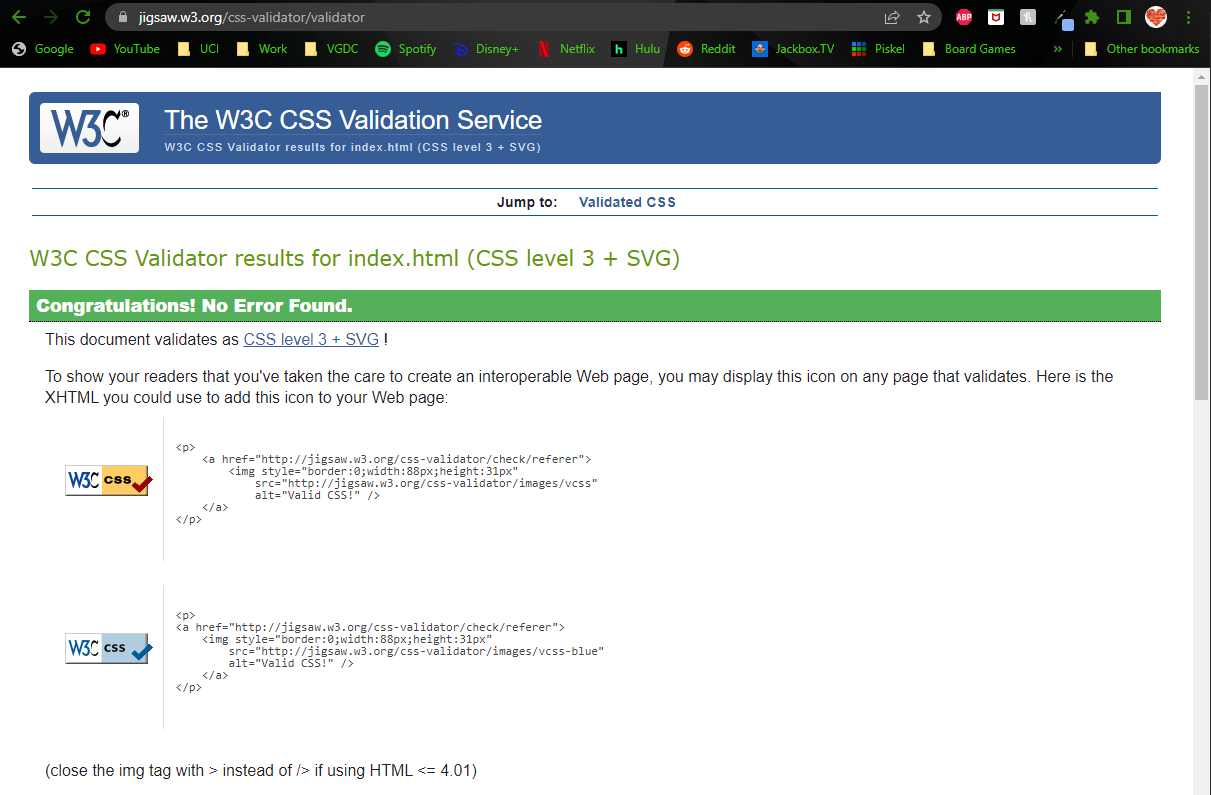 jigsaw.w3.org/css-validator/validator
ABP
Google YouTube UCI Work VGDC Spotify Disney+ Netflix Hulu Reddit Jackbox.TV Piskel Board Games » Other bookmarks
W3C® The W3C CSS Validation Service
W3C CSS Validator results for index.html (CSS level 3 + SVG)
Jump to: Validated CSS
W3C CSS Validator results for index.html (CSS level 3 + SVG)
Congratulations! No Error Found.
This document validates as CSS level 3 + SVG !
To show your readers that you've taken the care to create an interoperable Web page, you may display this icon on any page that validates. Here is the
XHTML you could use to add this icon to your Web page:
W3C css
<p>
<a href="http://jigsaw.w3.org/css-validator/check/referer">
<img style="border:0;width:88px;height:31px"
src="http://jigsaw.w3.org/css-validator/images/vcss"
alt="Valid CSS!" />
</a>
</p>
W3C css
<p>
<a href="http://jigsaw.w3.org/css-validator/check/referer">
<img style="border:0;width:88px;height:31px"
src="http://jigsaw.w3.org/css-validator/images/vcss-blue"
alt="Valid CSS!" />
</a>
</p>
(close the img tag with > instead of /> if using HTML <= 4.01)